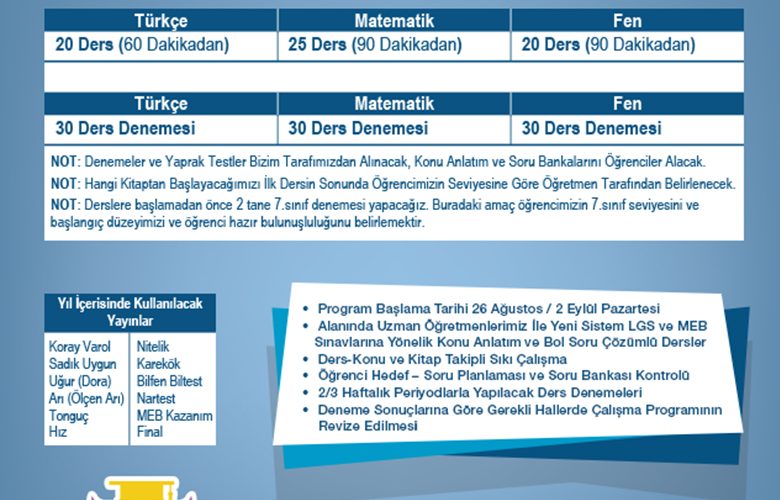 Türkçe Matematik Fen
20 Ders (60 Dakikadan) 25 Ders (90 Dakikadan) 20 Ders (90 Dakikadan)
Türkçe Matematik Fen
30 Ders Denemesi 30 Ders Denemesi 30 Ders Denemesi
NOT: Denemeler ve Yaprak Testler Bizim Tarafımızdan Alınacak, Konu Anlatım ve Soru Bankalarını Öğrenciler Alacak.
NOT: Hangi Kitaptan Başlayacağımızı İlk Dersin Sonunda Öğrencimizin Seviyesine Göre Öğretmen Tarafından Belirlenecek.
NOT: Derslere başlamadan önce 2 tane 7.sınıf denemesi yapacağız. Buradaki amaç öğrencimizin 7.sınıf seviyesini ve
başlangıç düzeyimizi ve öğrenci hazır bulunuşluluğunu belirlemektir.
Yıl İçerisinde Kullanılacak
Yayınlar
Koray Varol Nitelik
Sadık Uygun Karekök
Uğur (Dora) Bilfen Biltest
Arı (Ölçen Arı) Nartest
Tonguç MEB Kazanım
Hız Final
• Program Başlama Tarihi 26 Ağustos / 2 Eylül Pazartesi
• Alanında Uzman Öğretmenlerimiz İle Yeni Sistem LGS ve MEB
Sınavlarına Yönelik Konu Anlatım ve Bol Soru Çözümlü Dersler
• Ders-Konu ve Kitap Takipli Sıkı Çalışma
• Öğrenci Hedef – Soru Planlaması ve Soru Bankası Kontrolü
• 2/3 Haftalık Periyodlarla Yapılacak Ders Denemeleri
• Deneme Sonuçlarına Göre Gerekli Hallerde Çalışma Programının
Revize Edilmesi